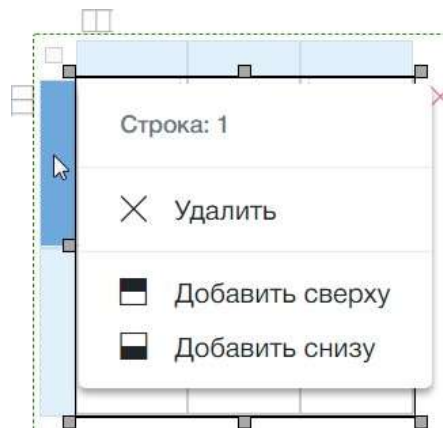 Строка: 1
Удалить
Добавить сверху
Добавить снизу